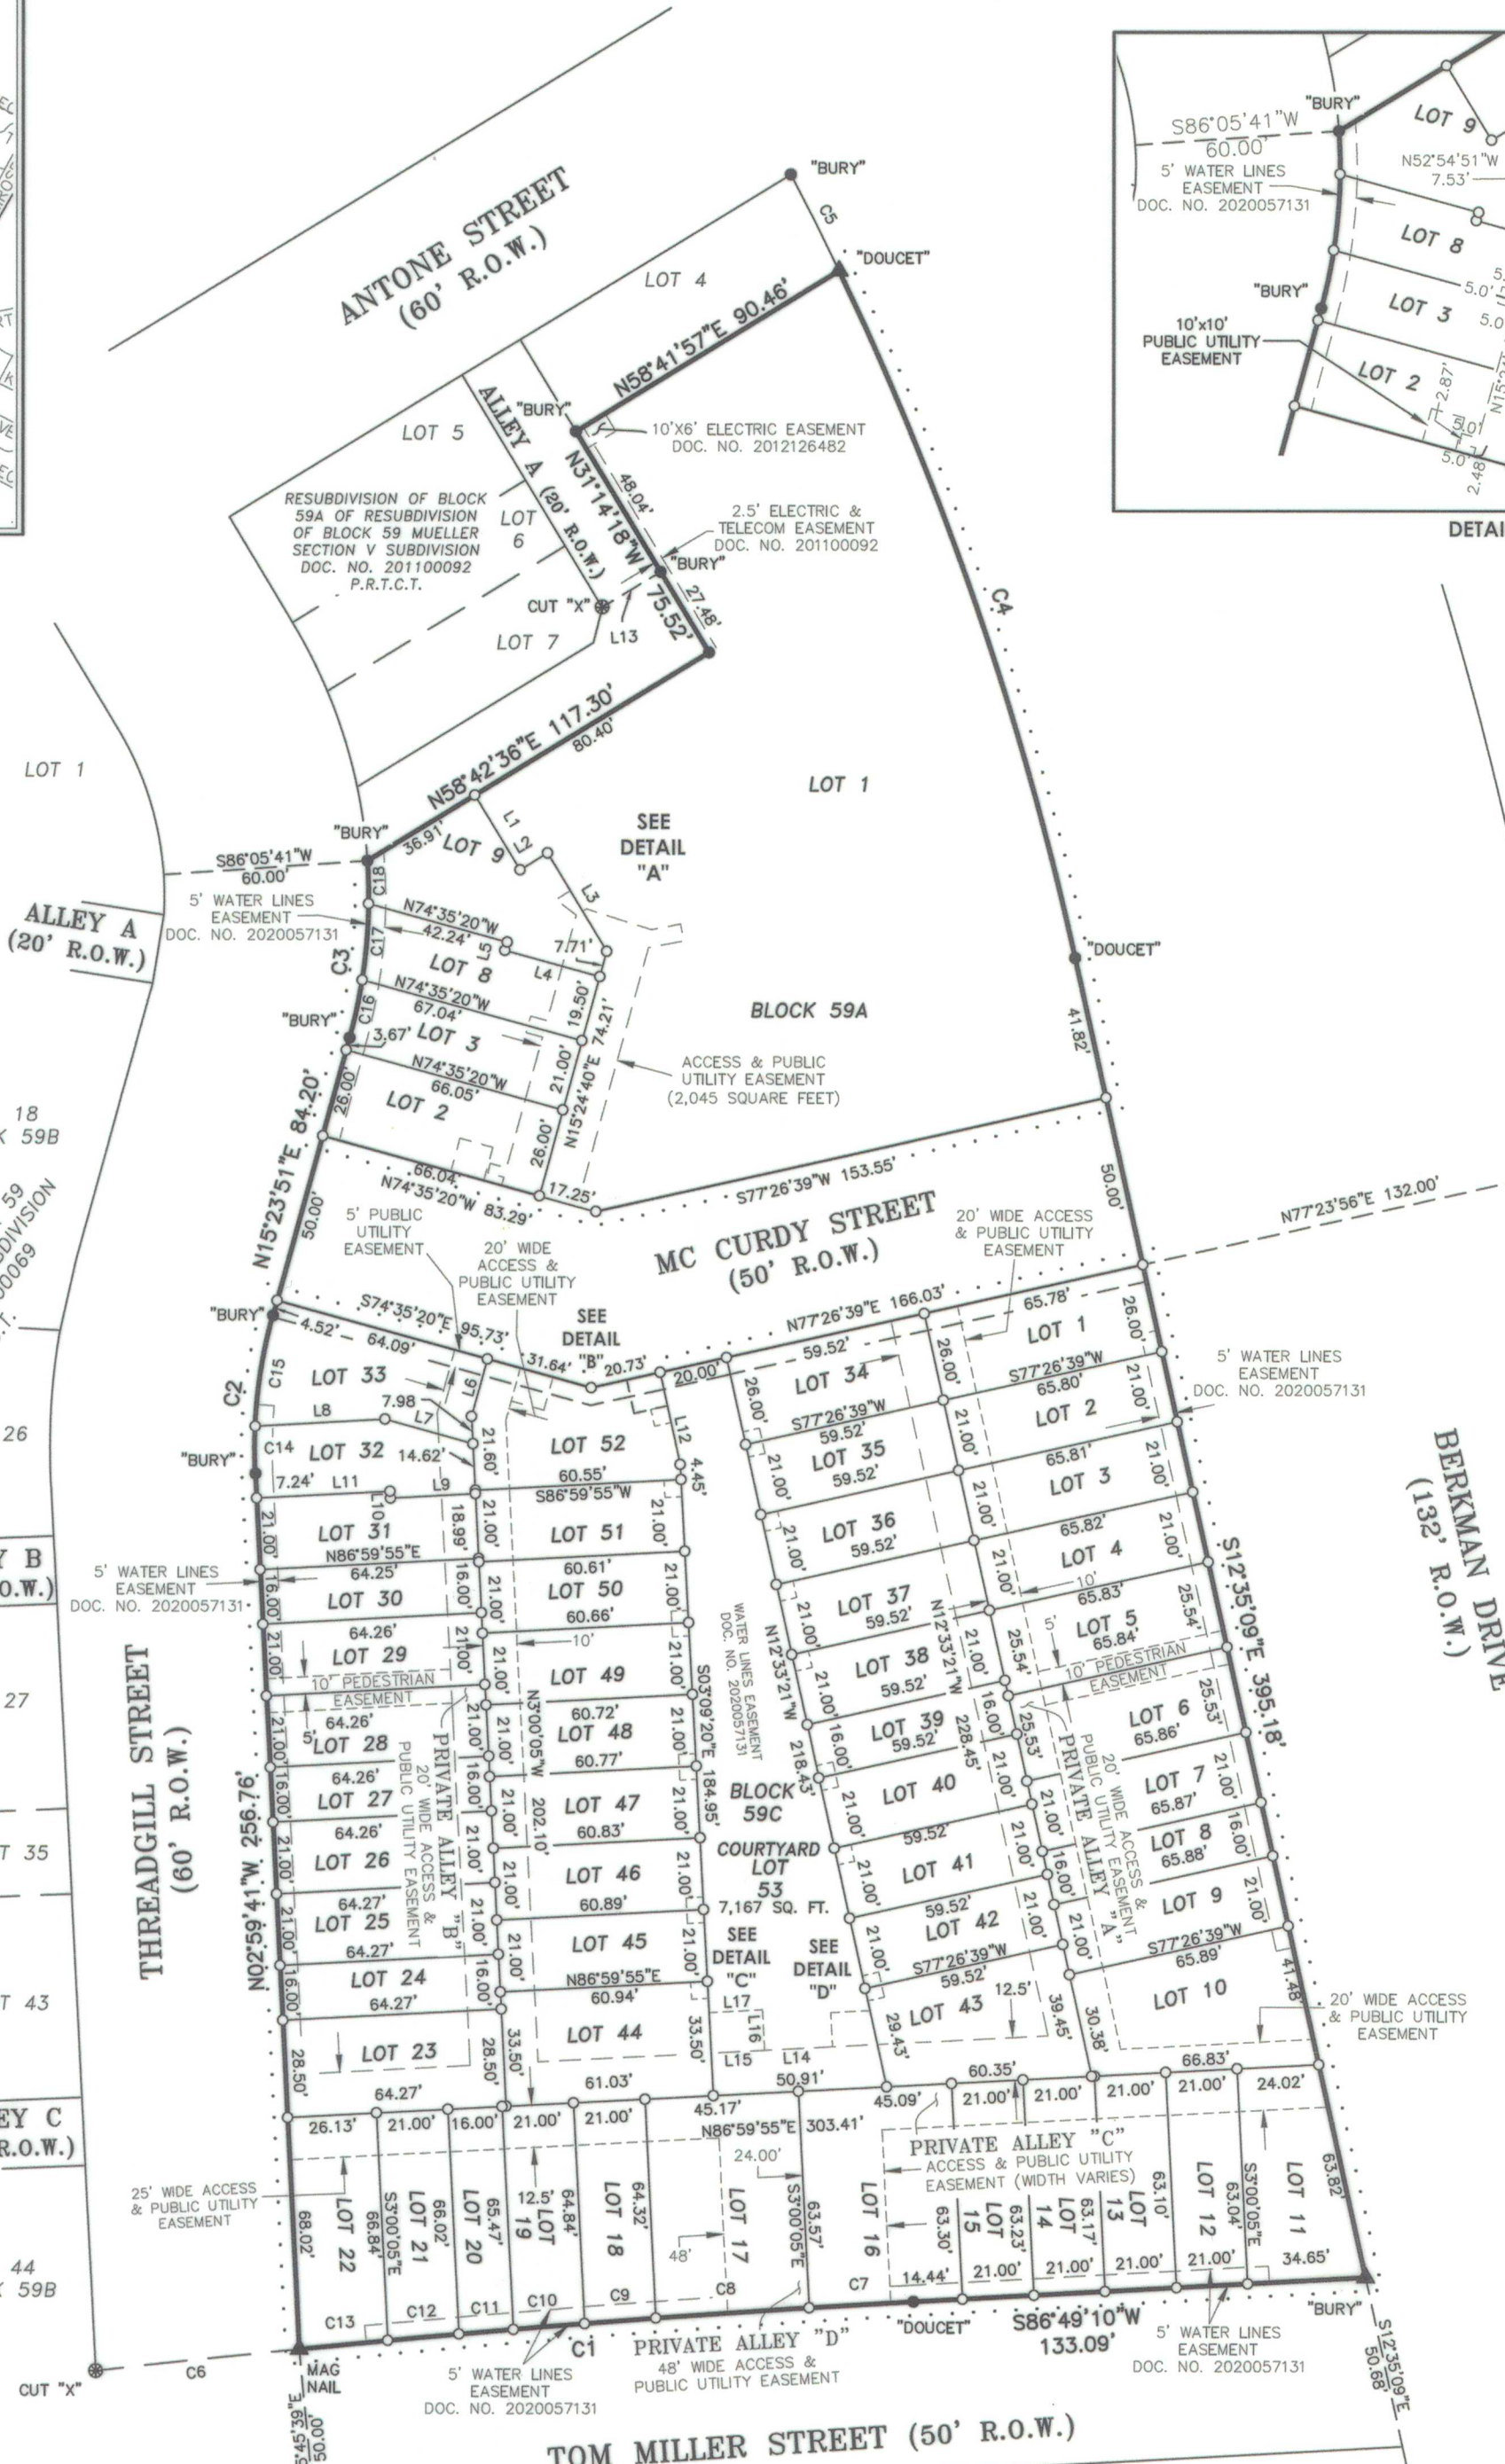 ANTONE STREET
(60' R.O.W.)
"BURY"
C5
"DOUCET"
LOT 4
N58°41'57"E 90.46'
LOT 5
ALLEY A (20' R.O.W.)
"BURY"
10'X6' ELECTRIC EASEMENT
DOC. NO. 2012126482
N31°14'18"W 175.52'
48.04'
2.5' ELECTRIC &
TELECOM EASEMENT
DOC. NO. 201100092
RESUBDIVISION OF BLOCK
59A OF RESUBDIVISION
OF BLOCK 59 MUELLER
SECTION V SUBDIVISION
DOC. NO. 201100092
P.R.T.C.T.
LOT
6
"BURY"
27.48'
CUT "X"
L13
LOT 7
C4
N58°42'36"E 117.30'
80.40'
LOT 1
LOT 1
"BURY"
36.91'
LOT 9
L1
L2
L3
SEE
DETAIL
"A"
S86°05'41"W
60.00'
5' WATER LINES
EASEMENT
DOC. NO. 2020057131
ALLEY A
(20' R.O.W.)
C18
C17
C3
C16
N74°35'20"W
42.24'
L5
L4
7.71'
LOT 8
N74°35'20"W
67.04'
19.50'
"BURY"
3.67'
LOT 3
N74°35'20"W
66.05'
21.00'
N15°24'40"E 74.21'
LOT 2
26.00'
26.00'
BLOCK 59A
"DOUCET"
41.82'
ACCESS & PUBLIC
UTILITY EASEMENT
(2,045 SQUARE FEET)
18
59B
N15°23'51"E 84.20'
50.00'
66.04'
N74°35'20"W 83.29'
17.25'
S77°26'39"W 153.55'
50.00'
MC CURDY STREET
(50' R.O.W.)
N77°23'56"E 132.00'
5' PUBLIC
UTILITY
EASEMENT
20' WIDE
ACCESS &
PUBLIC UTILITY
EASEMENT
20' WIDE ACCESS
& PUBLIC UTILITY
EASEMENT
SEE
DETAIL
"B"
"BURY"
4.52'
S74°35'20"E 95.73'
64.09'
31.64'
20.73'
20.00'
N77°26'39"E 166.03'
59.52'
65.78'
C2
C15
LOT 33
L6
L8
L7
7.98
C14
LOT 32
14.62'
21.60'
"BURY"
7.24'
L11
L10
L9
LOT 52
L12
4.45'
60.55'
S86°59'55"W
LOT 34
26.00'
S77°26'39"W
59.52'
LOT 1
26.00'
26.00'
S77°26'39"W
65.80'
5' WATER LINES
EASEMENT
DOC. NO. 2020057131
LOT 35
21.00'
59.52'
LOT 2
21.00'
21.00'
65.81'
BERKMAN DRIVE
(132' R.O.W.)
LOT 31
21.00'
18.99'
21.00'
N86°59'55"E
64.25'
LOT 51
21.00'
60.61'
LOT 36
21.00'
59.52'
LOT 3
21.00'
21.00'
65.82'
5' WATER LINES
EASEMENT
DOC. NO. 2020057131
LOT 30
16.00'
16.00'
21.00'
64.26'
LOT 50
21.00'
60.66'
LOT 37
21.00'
59.52'
LOT 4
10'
21.00'
21.00'
65.83'
S12°35'09"E 395.18'
LOT 29
21.00'
21.00'
21.00'
10' PEDESTRIAN
EASEMENT
5'
64.26'
LOT 49
10'
21.00'
60.72'
N3°00'05"W 202.10'
S03°09'20"E 184.95'
WATER LINES EASEMENT
DOC. NO. 2020057131
N12°33'21"W 218.43'
LOT 38
21.00'
21.00'
59.52'
N12°33'21"W 228.45'
LOT 5
25.54'
25.54'
65.84'
5'
10' PEDESTRIAN
EASEMENT
THREADGILL STREET
(60' R.O.W.)
N02°59'41"W 256.76'
LOT 28
21.00'
21.00'
21.00'
64.26'
LOT 48
21.00'
60.77'
LOT 39
16.00'
16.00'
59.52'
LOT 6
25.53'
25.53'
65.86'
LOT 27
16.00'
16.00'
64.26'
LOT 47
21.00'
21.00'
60.83'
BLOCK
59C
COURTYARD
LOT
53
7,167 SQ. FT.
LOT 40
21.00'
21.00'
59.52'
LOT 7
21.00'
21.00'
65.87'
LOT 26
21.00'
21.00'
64.27'
LOT 46
21.00'
21.00'
60.89'
LOT 41
21.00'
21.00'
59.52'
LOT 8
16.00'
16.00'
65.88'
PRIVATE ALLEY "B"
20' WIDE ACCESS &
PUBLIC UTILITY EASEMENT
PRIVATE ALLEY "A"
20' WIDE ACCESS &
PUBLIC UTILITY EASEMENT
LOT 25
21.00'
21.00'
64.27'
LOT 45
21.00'
21.00'
N86°59'55"E
60.94'
SEE
DETAIL
"C"
SEE
DETAIL
"D"
LOT 42
21.00'
21.00'
S77°26'39"W
59.52'
LOT 9
21.00'
21.00'
S77°26'39"W
65.89'
LOT 24
16.00'
16.00'
64.27'
LOT 44
33.50'
33.50'
61.03'
L17
L16
L15
L14
LOT 43
12.5'
29.43'
39.45'
60.35'
LOT 10
30.38'
41.48'
66.83'
20' WIDE ACCESS
& PUBLIC UTILITY
EASEMENT
LOT 23
28.50'
28.50'
64.27'
50.91'
26.13'
21.00'
16.00'
21.00'
21.00'
45.17'
45.09'
21.00'
21.00'
21.00'
21.00'
24.02'
N86°59'55"E 303.41'
PRIVATE ALLEY "C"
ACCESS & PUBLIC UTILITY
EASEMENT (WIDTH VARIES)
25' WIDE ACCESS
& PUBLIC UTILITY
EASEMENT
68.02'
LOT 22
S3°00'05"E
66.84'
LOT 21
66.02'
LOT 20
65.47'
12.5'
LOT
19
64.84'
LOT 18
64.32'
48'
LOT 17
24.00'
S3°00'05"E
63.57'
LOT 16
63.30'
LOT
15
63.23'
LOT
14
63.17'
LOT
13
63.10'
LOT 12
63.04'
S3°00'05"E
LOT 11
63.82'
C13
C12
C11
C10
C9
C8
C7
14.44'
21.00'
21.00'
21.00'
21.00'
34.65'
C1
"DOUCET"
S86°49'10"W
133.09'
"BURY"
PRIVATE ALLEY "D"
48' WIDE ACCESS &
PUBLIC UTILITY EASEMENT
5' WATER LINES
EASEMENT
DOC. NO. 2020057131
5' WATER LINES
EASEMENT
DOC. NO. 2020057131
CUT "X"
C6
MAG
NAIL
45'39"E
50.00'
S12°35'09"E
50.68'
TOM MILLER STREET (50' R.O.W.)
26
27
35
43
44
59B
B
O.W.)
EY C
R.O.W.)
59
DIVISION
00069
"BURY"
S86°05'41"W
60.00'
5' WATER LINES
EASEMENT
DOC. NO. 2020057131
LOT 9
N52°54'51"W
7.53'
LOT 8
"BURY"
LOT 3
5.0'
5.0
10'x10'
PUBLIC UTILITY
EASEMENT
LOT 2
2.87'
5.01
5.0'
2.48'
DETAI